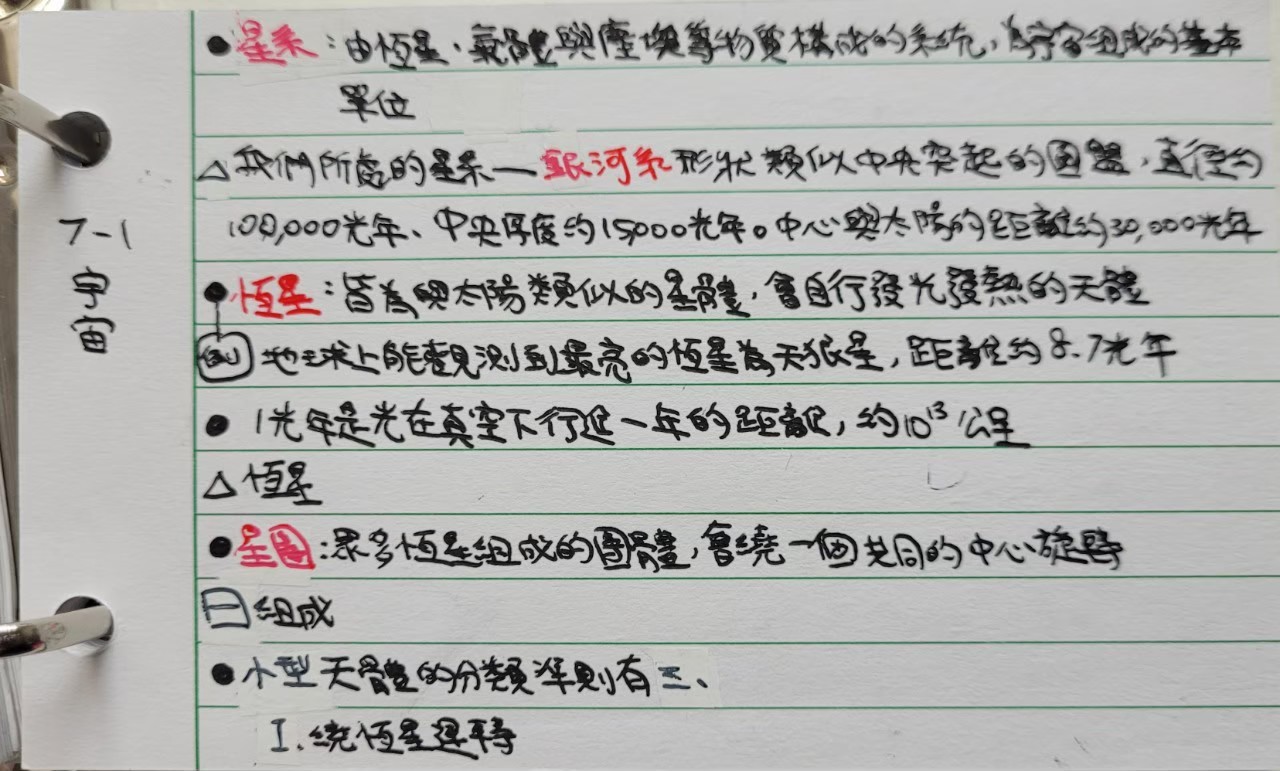 7-1
宇
宙
●星系：由恆星、氣體與塵埃等物質構成的系統，為宇宙組成的基本
單位
△我們所處的星系—銀河系形狀類似中央突起的圓盤，直徑約
100,000光年、中央厚度約15,000光年。中心與太陽的距離約30,000光年
●恆星：皆為與太陽類似的星體，會自行發光發熱的天體
例 地球上能觀測到最亮的恆星為天狼星，距離約8.7光年
●1光年是光在真空下行進一年的距離，約10¹³公里
△恆星
●星團：眾多恆星組成的團體，會繞一個共同的中心旋轉
組成
●小型天體的分類準則有三、
I.繞恆星運轉